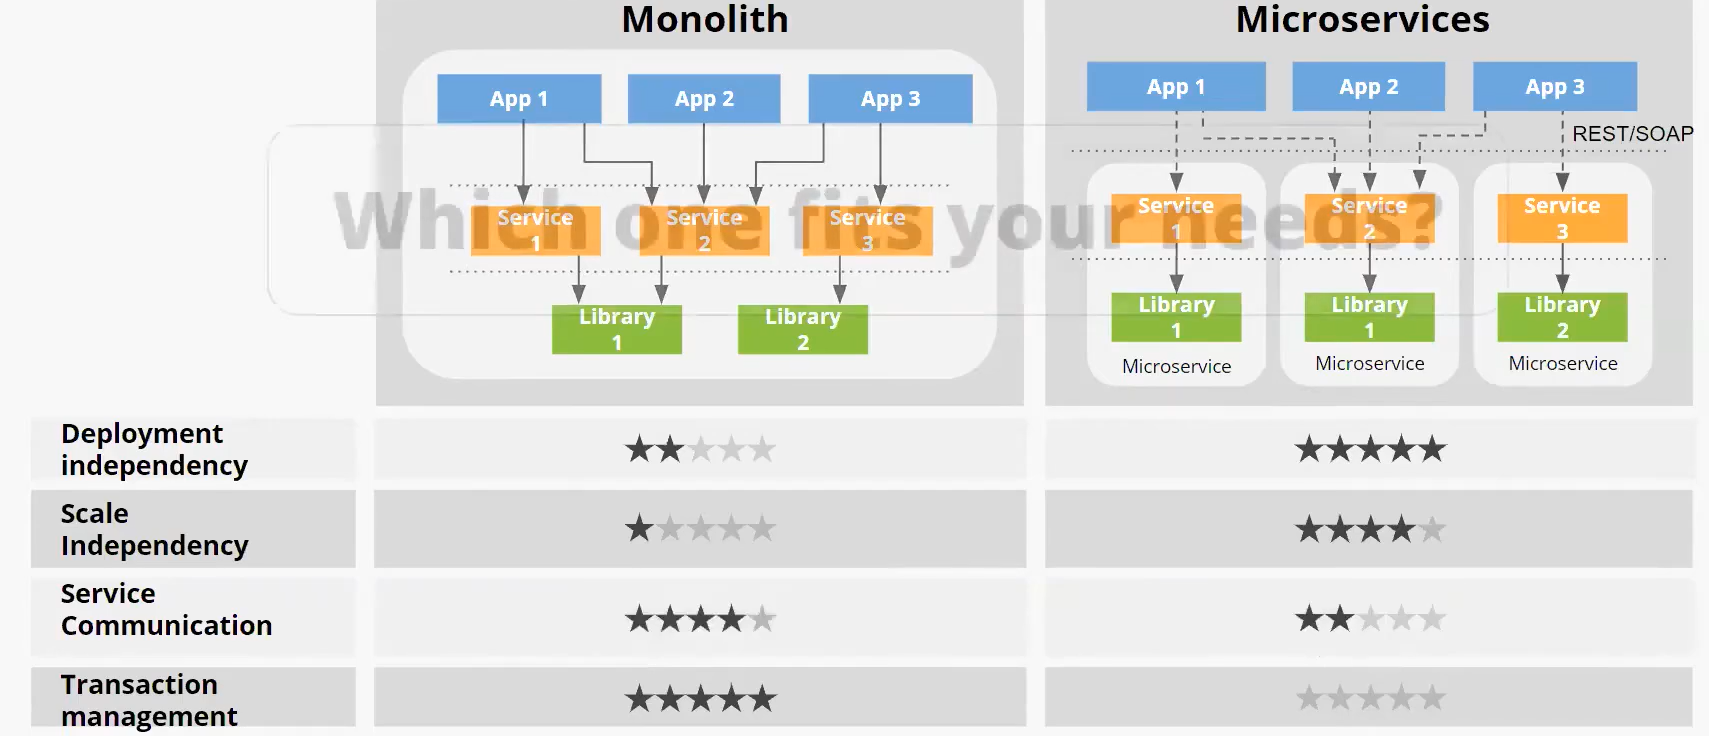 Monolith
Microservices
App 1
App 2
App 3
App 1
App 2
App 3
REST/SOAP
Which one fits your needs?
Service
1
Service
2
Service
3
Service
1
Service
2
Service
3
Library
1
Library
2
Library
1
Library
1
Library
2
Microservice
Microservice
Microservice
Deployment
independency
Scale
Independency
Service
Communication
Transaction
management